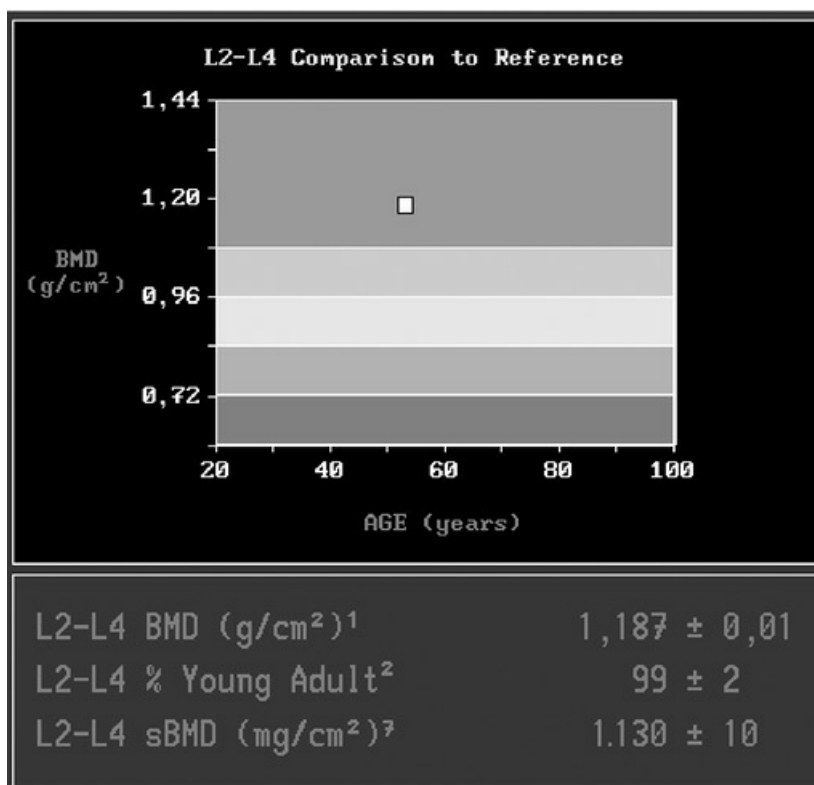 L2-L4 Comparison to Reference
1,44
1,20
BMD
(g/cm²)
0,96
0,72
20 40 60 80 100
AGE (years)
L2-L4 BMD (g/cm²)¹ 1,187 ± 0,01
L2-L4 % Young Adult² 99 ± 2
L2-L4 sBMD (mg/cm²)⁷ 1.130 ± 10